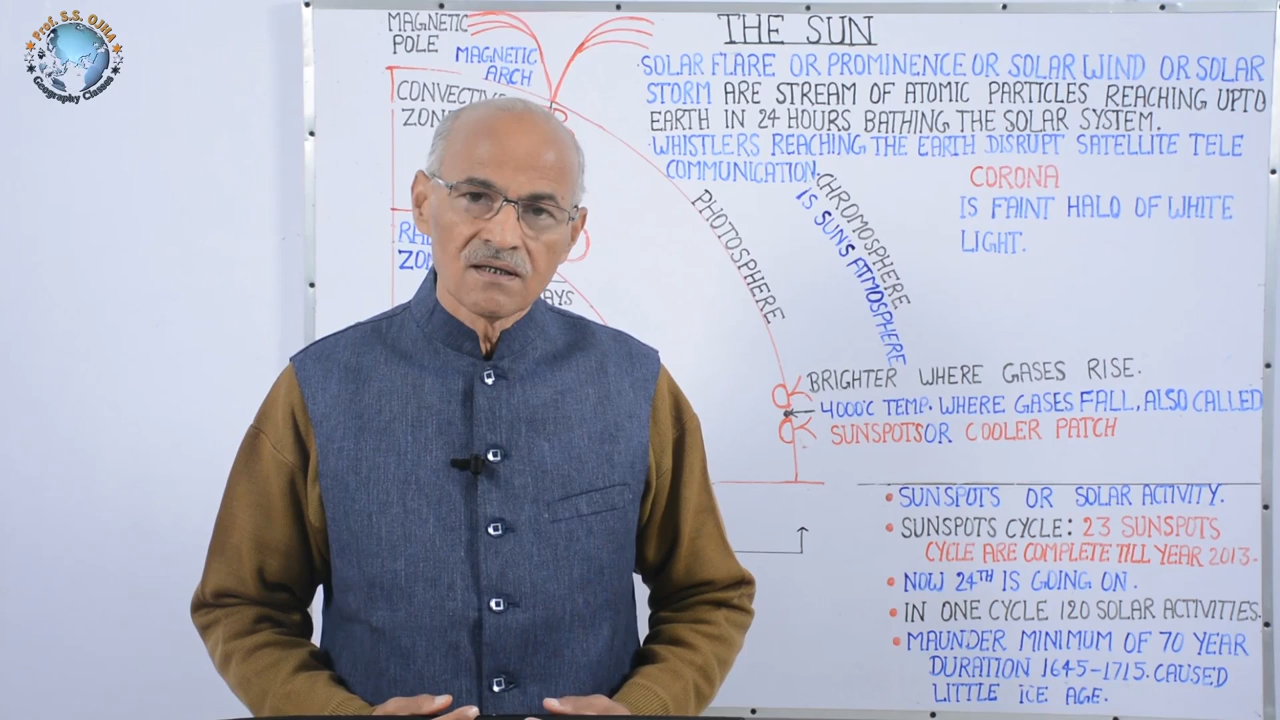 Prof. S.S. OJHA
Geography Classes
MAGNETIC
POLE
MAGNETIC
ARCH
CONVECTIVE
THE SUN
SOLAR FLARE OR PROMINENCE OR SOLAR WIND OR SOLAR
STORM ARE STREAM OF ATOMIC PARTICLES REACHING UPTO
EARTH IN 24 HOURS BATHING THE SOLAR SYSTEM.
WHISTLERS REACHING THE EARTH DISRUPT SATELLITE TELE
COMMUNICATION.
CORONA
IS FAINT HALO OF WHITE
LIGHT.
PHOTOSPHERE
CHROMOSPHERE
IS SUN'S ATMOSPHERE
BRIGHTER WHERE GASES RISE.
4000°C TEMP. WHERE GASES FALL, ALSO CALLED
SUNSPOTS OR COOLER PATCH
• SUNSPOTS OR SOLAR ACTIVITY.
• SUNSPOTS CYCLE: 23 SUNSPOTS
CYCLE ARE COMPLETE TILL YEAR 2013.
• NOW 24TH IS GOING ON.
• IN ONE CYCLE 120 SOLAR ACTIVITIES.
• MAUNDER MINIMUM OF 70 YEAR
DURATION 1645-1715. CAUSED
LITTLE ICE AGE.